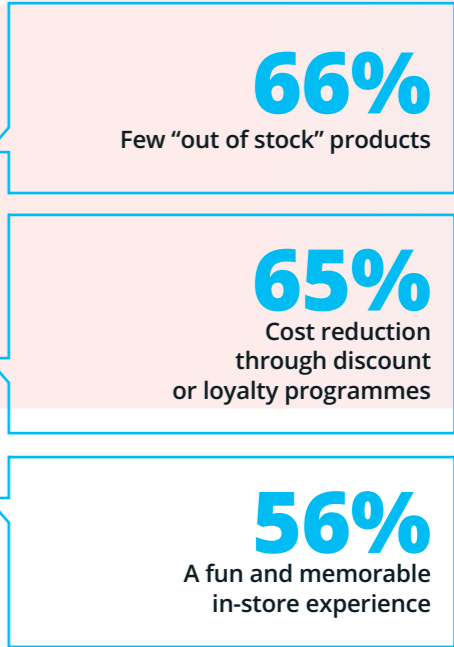 66%
Few “out of stock” products
65%
Cost reduction
through discount
or loyalty programmes
56%
A fun and memorable
in-store experience